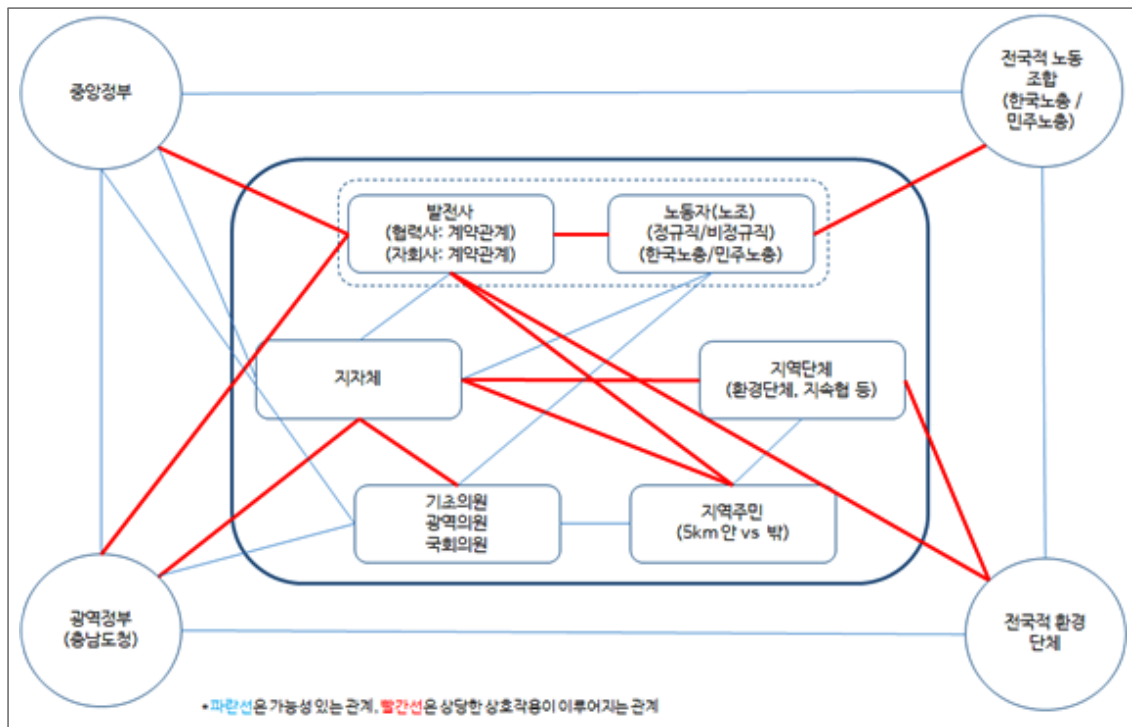 중앙정부
전국적 노동
조합
(한국노총 /
민주노총)
발전사
(협력사: 계약관계)
(자회사: 계약관계)
노동자(노조)
(정규직/비정규직)
(한국노총/민주노총)
지자체
지역단체
(환경단체, 지속협 등)
기초의원
광역의원
국회의원
지역주민
(5km 안 vs 밖)
광역정부
(충남도청)
전국적 환경
단체
* 파란선은 가능성 있는 관계, 빨간선은 상당한 상호작용이 이루어지는 관계